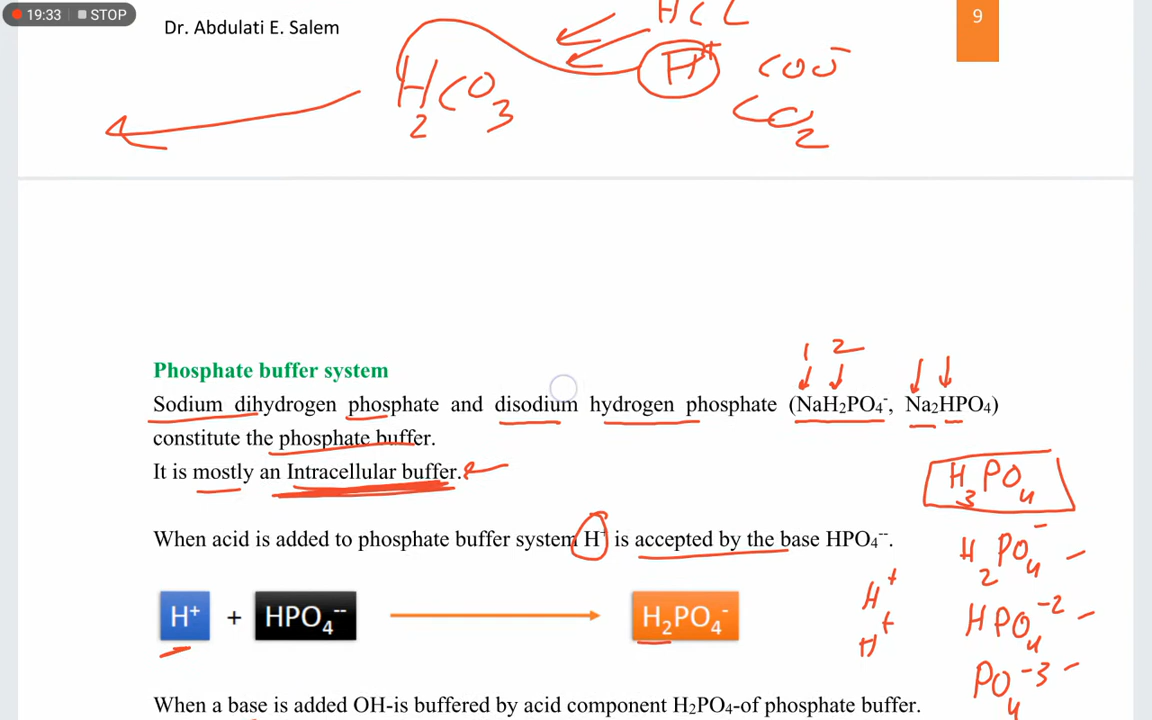 19:33 STOP
Dr. Abdulati E. Salem
9
HCL
H⁺ COO⁻
H₂CO₃
CO₂
Phosphate buffer system
1 2
Sodium dihydrogen phosphate and disodium hydrogen phosphate (NaH₂PO₄⁻, Na₂HPO₄)
constitute the phosphate buffer.
It is mostly an Intracellular buffer.
H₃PO₄
When acid is added to phosphate buffer system H⁺ is accepted by the base HPO₄⁻⁻.
H₂PO₄⁻
H⁺ + HPO₄⁻⁻ H₂PO₄⁻
H⁺ HPO₄⁻²
H⁺
PO₄⁻³
When a base is added OH-is buffered by acid component H₂PO₄-of phosphate buffer.